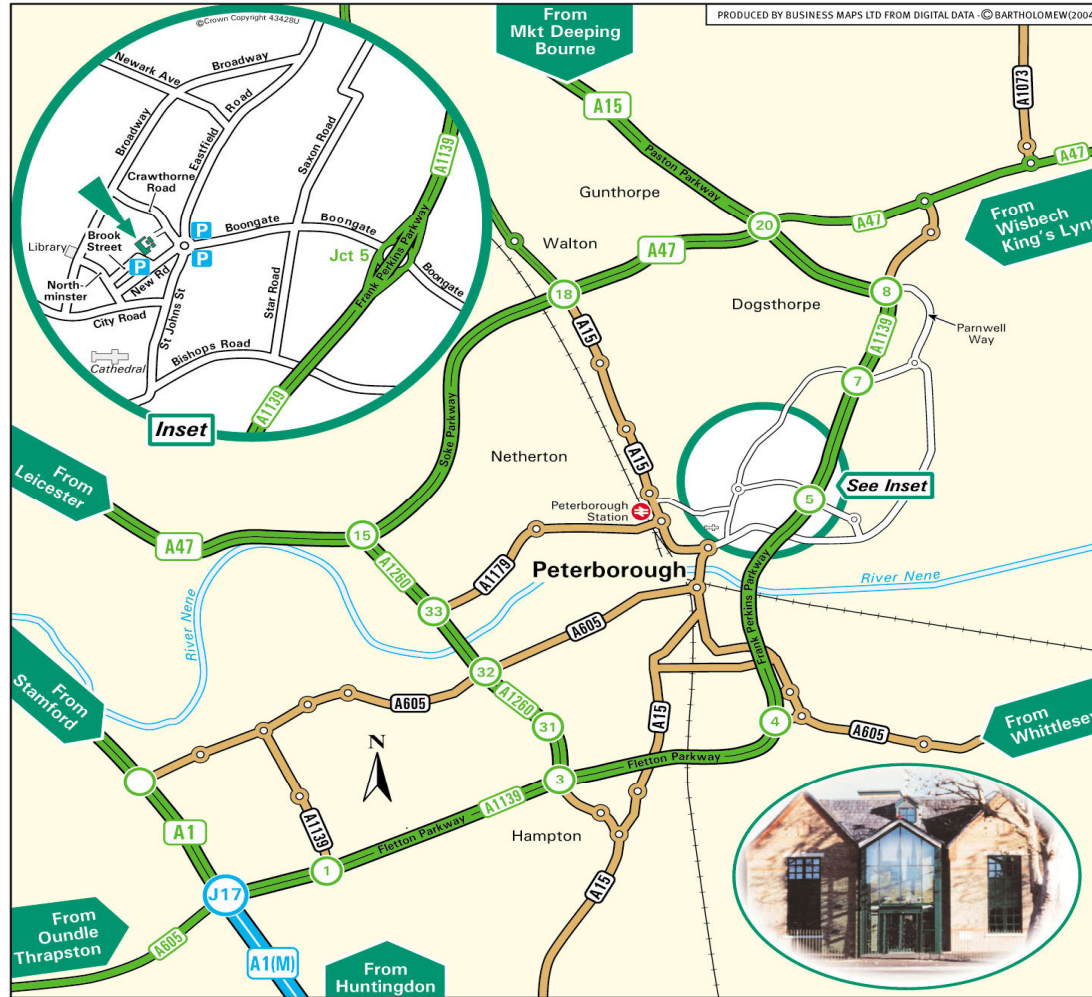 ©Crown Copyright 43428U
PRODUCED BY BUSINESS MAPS LTD FROM DIGITAL DATA - © BARTHOLOMEW(2004
From
Mkt Deeping
Bourne
Newark Ave
Broadway
Broadway
Eastfield
Road
Saxon Road
A1139
Crawthorne
Road
Brook
Street
Library
P
P
P
Boongate
Boongate
Boongate
Jct 5
Frank Perkins Parkway
North-
minster
New Rd
City Road
St Johns St
Star Road
Bishops Road
Cathedral
A1139
Inset
A15
Paston Parkway
A1073
A47
Gunthorpe
20
A47
From
Wisbech
King's Lynn
Walton
A47
18
Dogsthorpe
8
A15
A1139
Parnwell
Way
7
Soke Parkway
Netherton
A15
See Inset
5
From
Leicester
Peterborough
Station
15
A47
A1260
A1179
Peterborough
River Nene
River Nene
33
A605
Frank Perkins Parkway
From
Stamford
32
A605
A1260
31
A15
4
A605
From
Whittlesey
N
3
Fletton Parkway
A1
A1139
A1139
Fletton Parkway
Hampton
1
J17
A15
From
Oundle
Thrapston
A605
A1(M)
From
Huntingdon